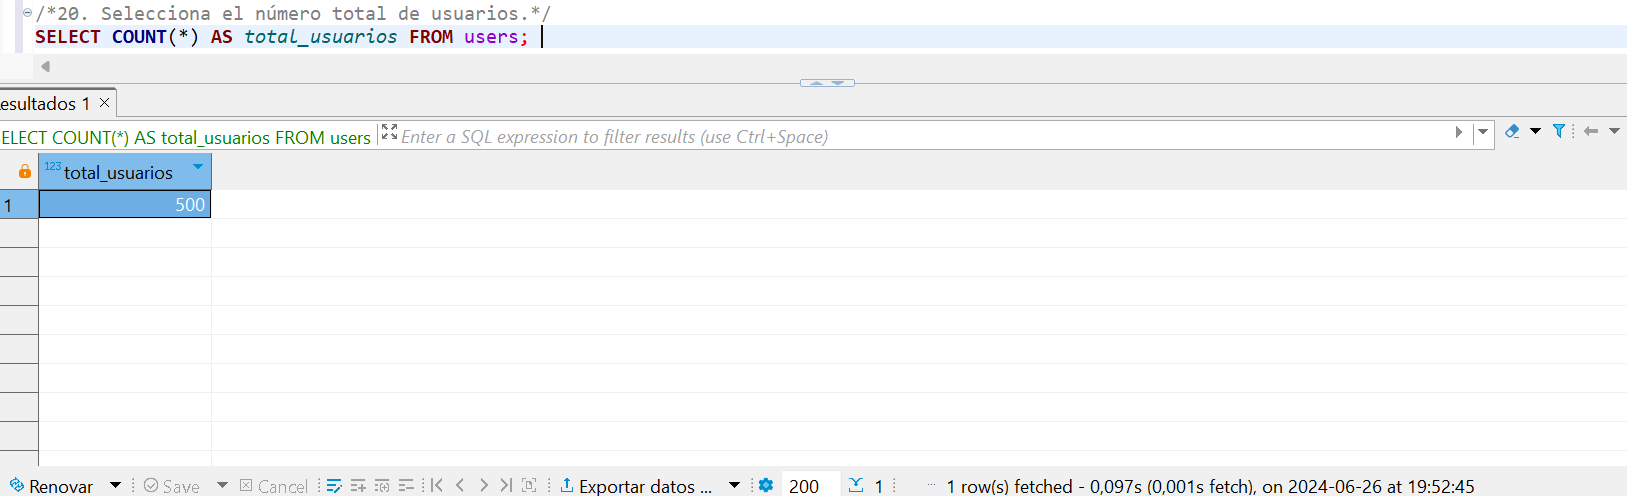 /*20. Selecciona el número total de usuarios.*/
SELECT COUNT(*) AS total_usuarios FROM users;
esultados 1
ELECT COUNT(*) AS total_usuarios FROM users Enter a SQL expression to filter results (use Ctrl+Space)
123 total_usuarios
1 500
Renovar Save Cancel Exportar datos ... 200 1 ... 1 row(s) fetched - 0,097s (0,001s fetch), on 2024-06-26 at 19:52:45